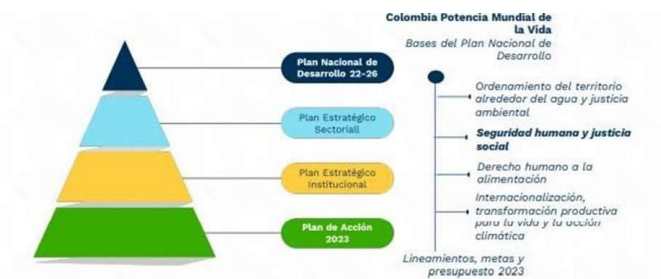 Plan Nacional de
Desarrollo 22-26
Plan Estratégico
Sectoriall
Plan Estratégico
Institucional
Plan de Acción
2023
Colombia Potencia Mundial de
la Vida
Bases del Plan Nacional de
Desarrollo
Ordenamiento del territorio
alrededor del agua y justicia
ambiental
Seguridad humana y justicia
social
Derecho humano a la
alimentación
Internacionalización,
transformación productiva
para la vida y la acción
climática
Lineamientos, metas y
presupuesto 2023